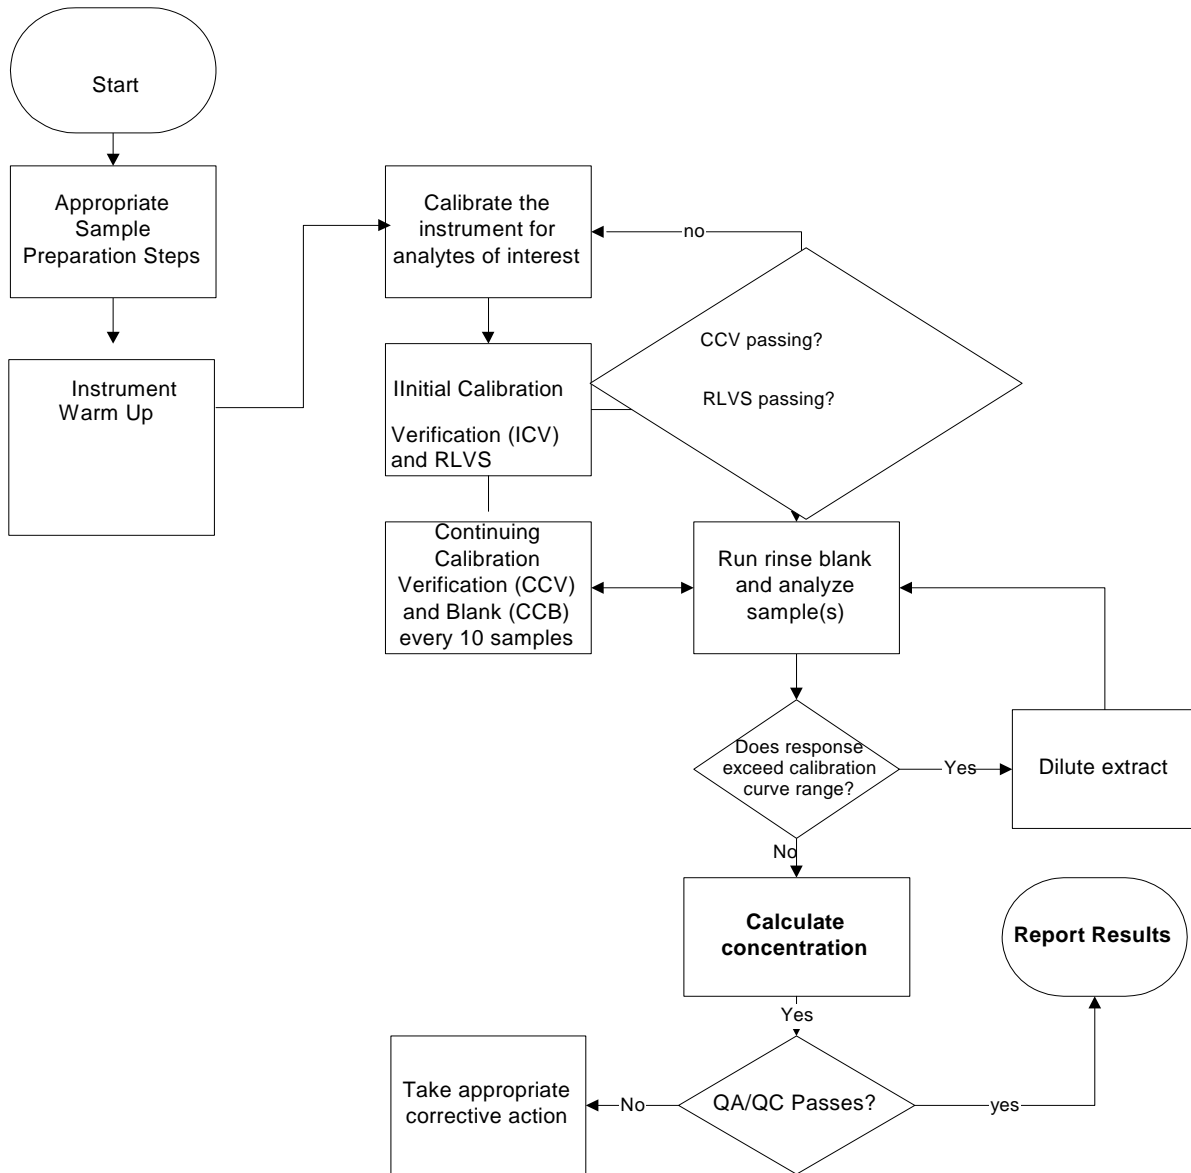 Start
Appropriate
Sample
Preparation Steps
Instrument
Warm Up
Calibrate the
instrument for
analytes of interest
no
CCV passing?
RLVS passing?
IInitial Calibration
Verification (ICV)
and RLVS
Continuing
Calibration
Verification (CCV)
and Blank (CCB)
every 10 samples
Run rinse blank
and analyze
sample(s)
Does response
exceed calibration
curve range?
Yes
Dilute extract
No
Calculate
concentration
Report Results
Yes
QA/QC Passes?
No
Take appropriate
corrective action
yes